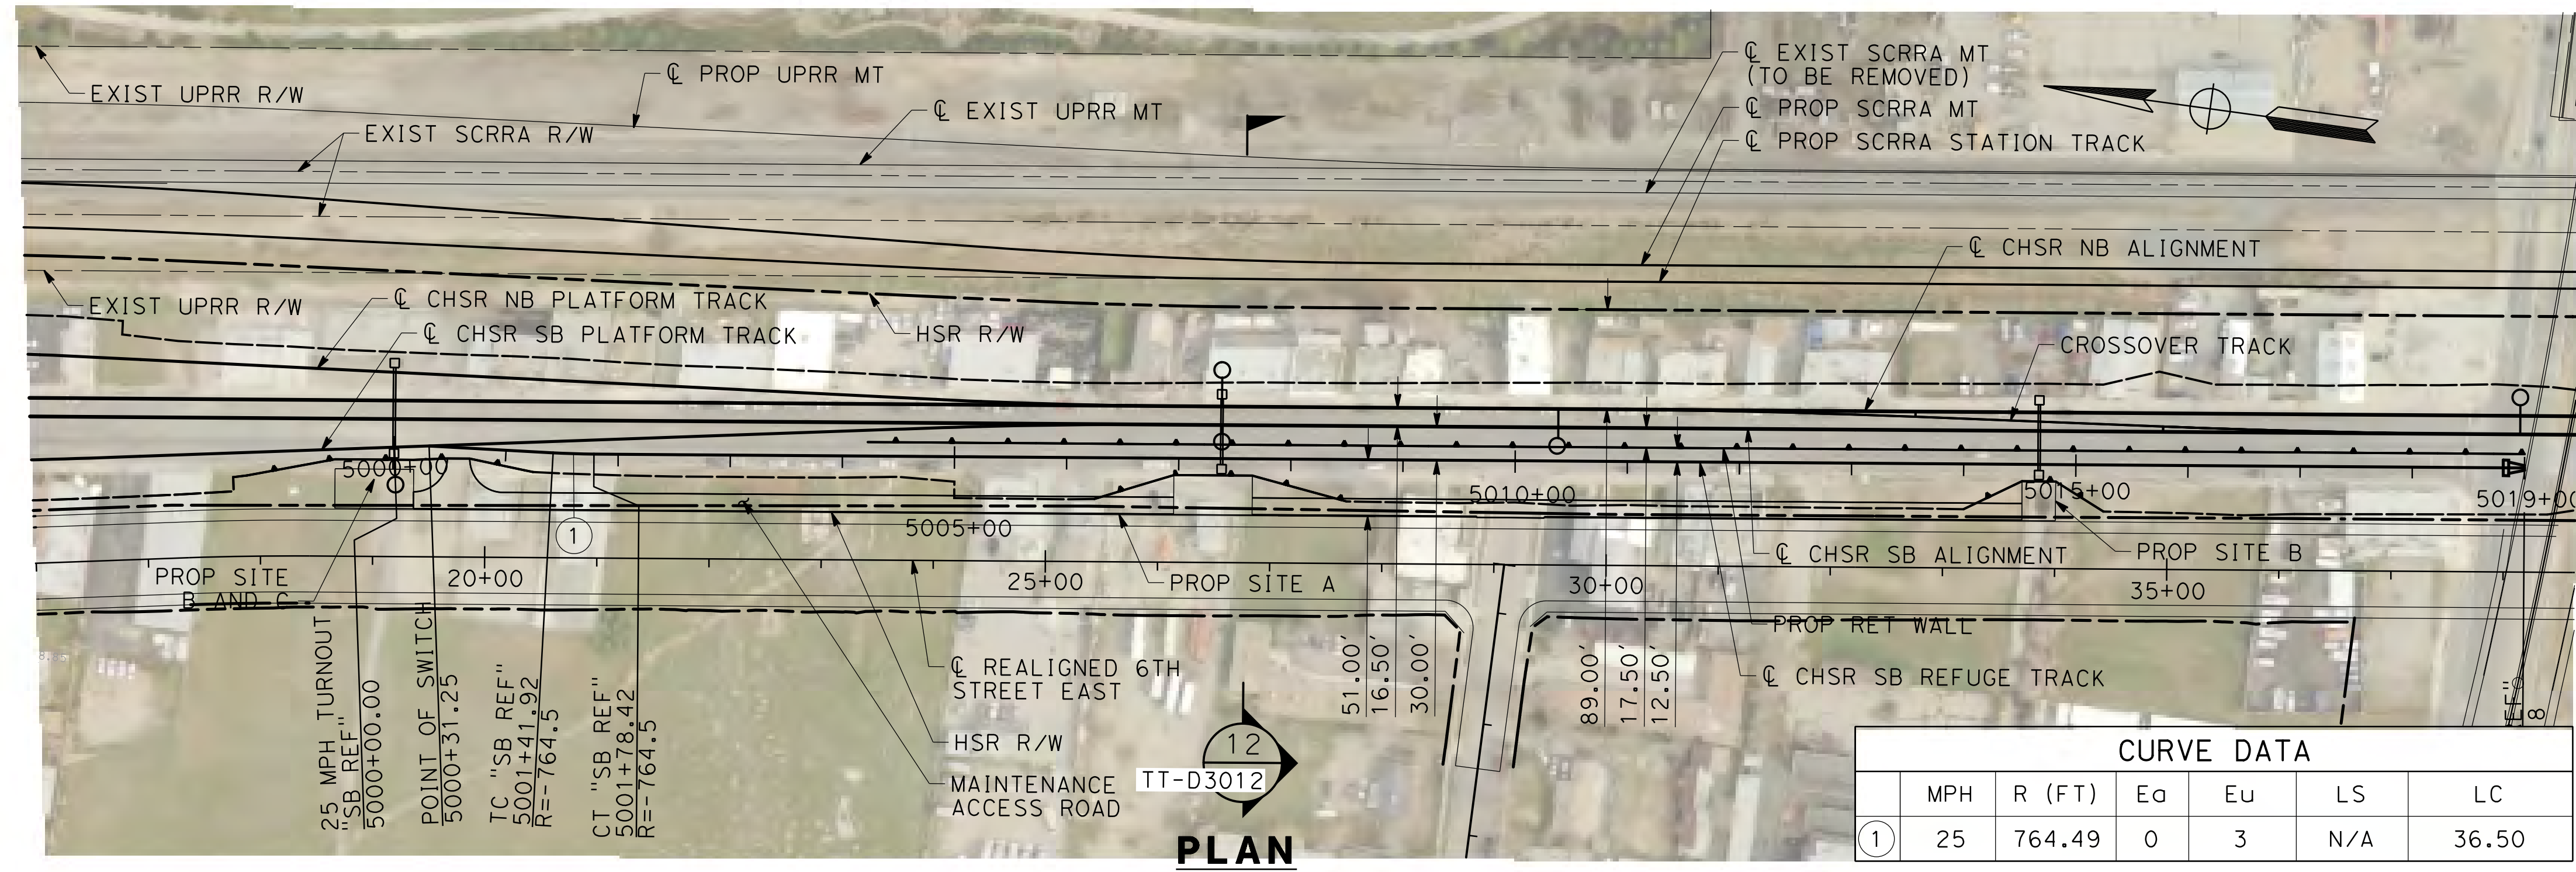 ℄ EXIST SCRRA MT
(TO BE REMOVED)
℄ PROP UPRR MT
EXIST UPRR R/W
℄ EXIST UPRR MT
℄ PROP SCRRA MT
EXIST SCRRA R/W
℄ PROP SCRRA STATION TRACK
℄ CHSR NB ALIGNMENT
EXIST UPRR R/W
℄ CHSR NB PLATFORM TRACK
℄ CHSR SB PLATFORM TRACK
HSR R/W
CROSSOVER TRACK
5000+00
5005+00
5010+00
5015+00
5019+00
1
℄ CHSR SB ALIGNMENT
PROP SITE B
PROP SITE
B AND C
20+00
25+00
PROP SITE A
30+00
35+00
PROP RET WALL
℄ REALIGNED 6TH
STREET EAST
℄ CHSR SB REFUGE TRACK
51.00'
16.50'
30.00'
89.00'
17.50'
12.50'
25 MPH TURNOUT
"SB REF"
5000+00.00
POINT OF SWITCH
5000+31.25
TC "SB REF"
5001+41.92
R=-764.5
CT "SB REF"
5001+78.42
R=-764.5
HSR R/W
MAINTENANCE
ACCESS ROAD
12
TT-D3012
PLAN
EF"
8
CURVE DATA
MPH R (FT) Ea Eu LS LC
1 25 764.49 0 3 N/A 36.50